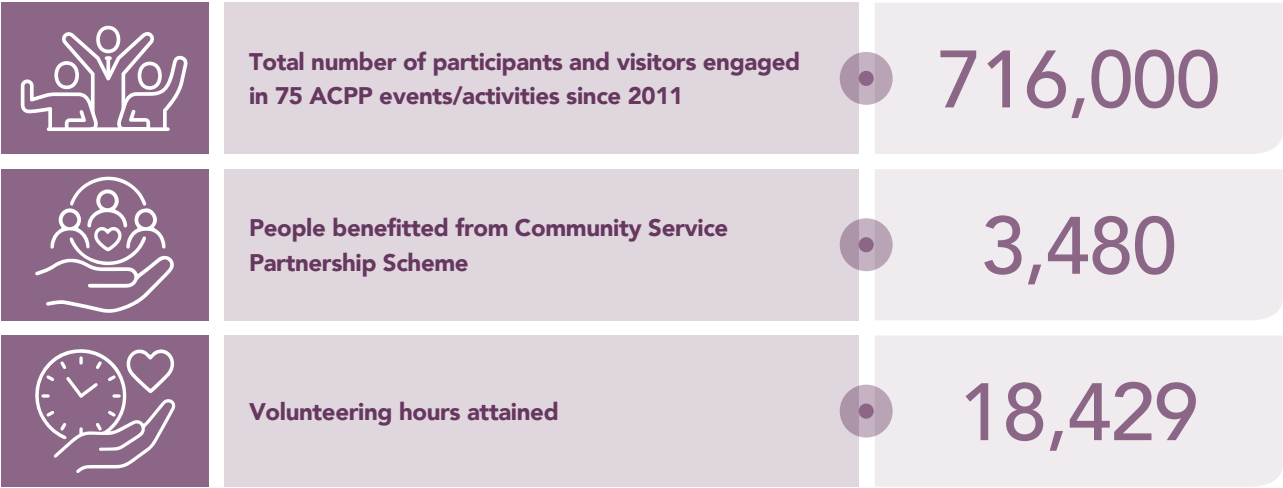 Total number of participants and visitors engaged
in 75 ACPP events/activities since 2011
716,000
People benefitted from Community Service
Partnership Scheme
3,480
Volunteering hours attained
18,429